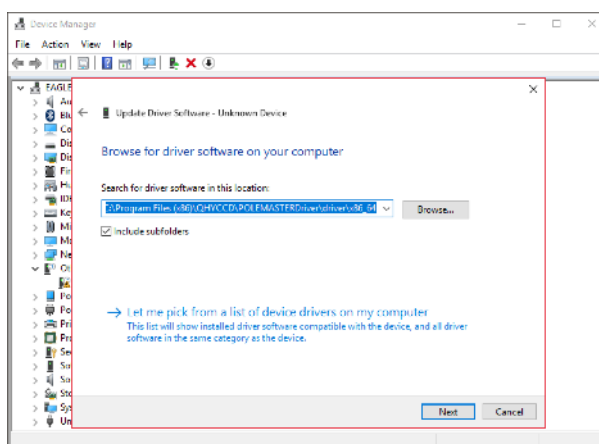 Device Manager
File Action View Help
EAGLE
Update Driver Software - Unknown Device
Browse for driver software on your computer
Search for driver software in this location:
:\Program Files (x86)\QHYCCD\POLEMASTERDriver\driver\x86_64
Browse...
Include subfolders
Let me pick from a list of device drivers on my computer
This list will show installed driver software compatible with the device, and all driver
software in the same category as the device.
Next Cancel